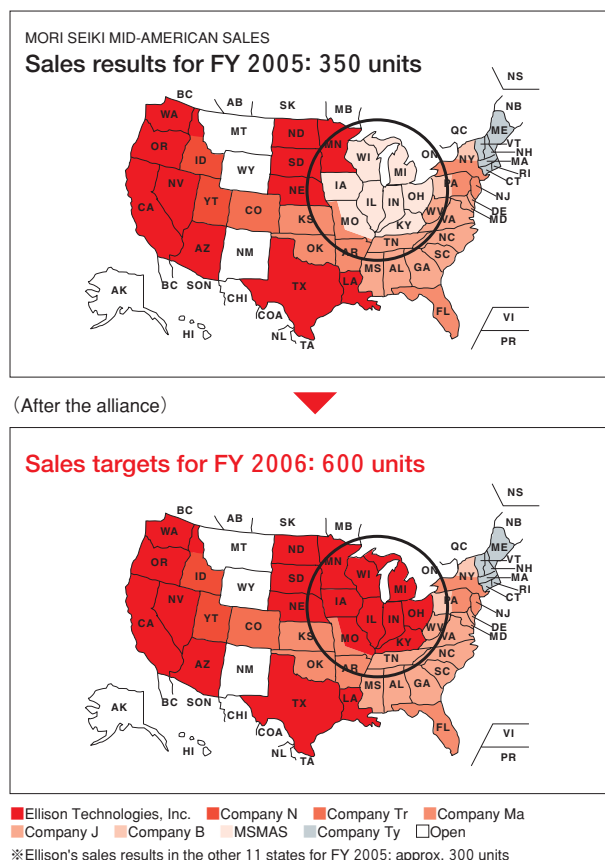 MORI SEIKI MID-AMERICAN SALES
Sales results for FY 2005: 350 units
NS
BC
AB
SK
MB
NB
WA
MT
ND
MN
ON
QC
ME
VT
OR
ID
SD
WI
MI
NY
NH
MA
WY
RI
NV
NE
IA
PA
CT
CA
UT
CO
IL
IN
OH
NJ
YT
KS
MO
WV
VA
DE
MD
KY
AZ
NM
OK
AR
TN
NC
SC
TX
LA
MS
AL
GA
AK
BC
SON
CHI
COA
FL
VI
HI
NL
TA
PR
(After the alliance)
Sales targets for FY 2006: 600 units
NS
BC
AB
SK
MB
NB
WA
MT
ND
MN
ON
QC
ME
VT
OR
ID
SD
WI
MI
NY
NH
MA
WY
RI
NV
NE
IA
PA
CT
CA
YT
CO
IL
IN
OH
NJ
KS
MO
WV
VA
DE
MD
KY
AZ
NM
OK
AR
TN
NC
SC
TX
LA
MS
AL
GA
AK
BC
SON
CHI
COA
FL
VI
HI
NL
TA
PR
Ellison Technologies, Inc. Company N Company Tr Company Ma
Company J Company B MSMAS Company Ty Open
※Ellison's sales results in the other 11 states for FY 2005: approx. 300 units